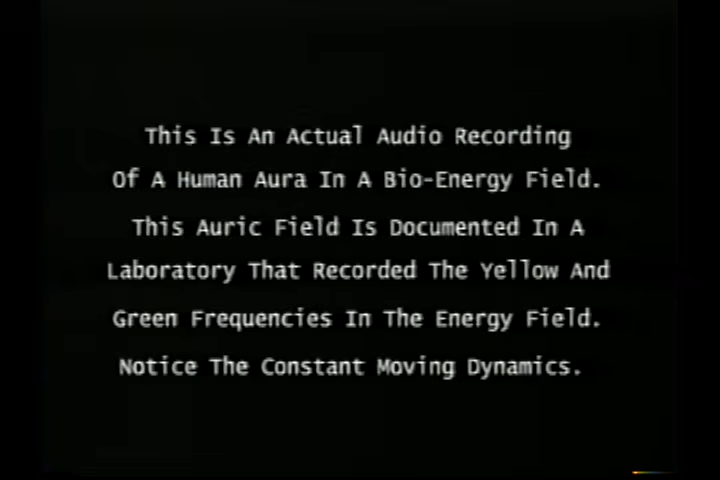 This Is An Actual Audio Recording
Of A Human Aura In A Bio-Energy Field.
This Auric Field Is Documented In A
Laboratory That Recorded The Yellow And
Green Frequencies In The Energy Field.
Notice The Constant Moving Dynamics.